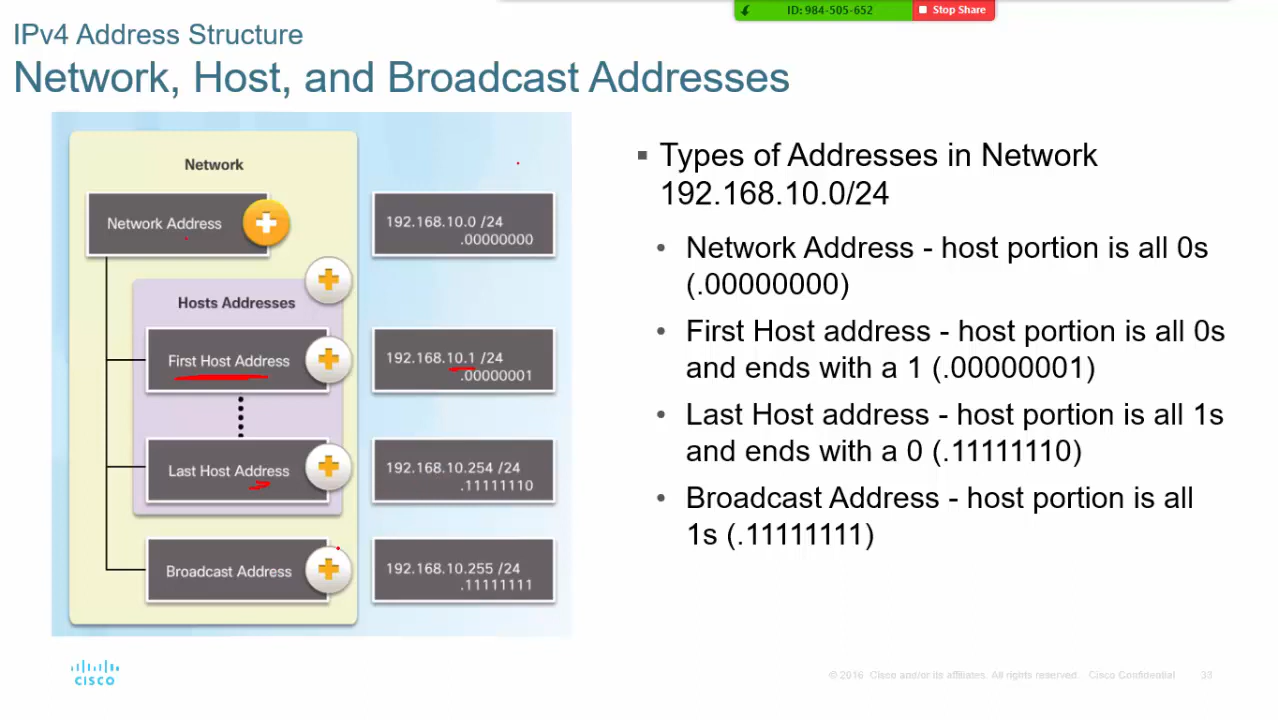 ID: 984-505-652
Stop Share
IPv4 Address Structure
Network, Host, and Broadcast Addresses
Network
Network Address
192.168.10.0 /24
.00000000
Hosts Addresses
First Host Address
192.168.10.1 /24
.00000001
Last Host Address
192.168.10.254 /24
.11111110
Broadcast Address
192.168.10.255 /24
.11111111
▪ Types of Addresses in Network
192.168.10.0/24
• Network Address - host portion is all 0s
(.00000000)
• First Host address - host portion is all 0s
and ends with a 1 (.00000001)
• Last Host address - host portion is all 1s
and ends with a 0 (.11111110)
• Broadcast Address - host portion is all
1s (.11111111)
CISCO
© 2016 Cisco and/or its affiliates. All rights reserved. Cisco Confidential
33